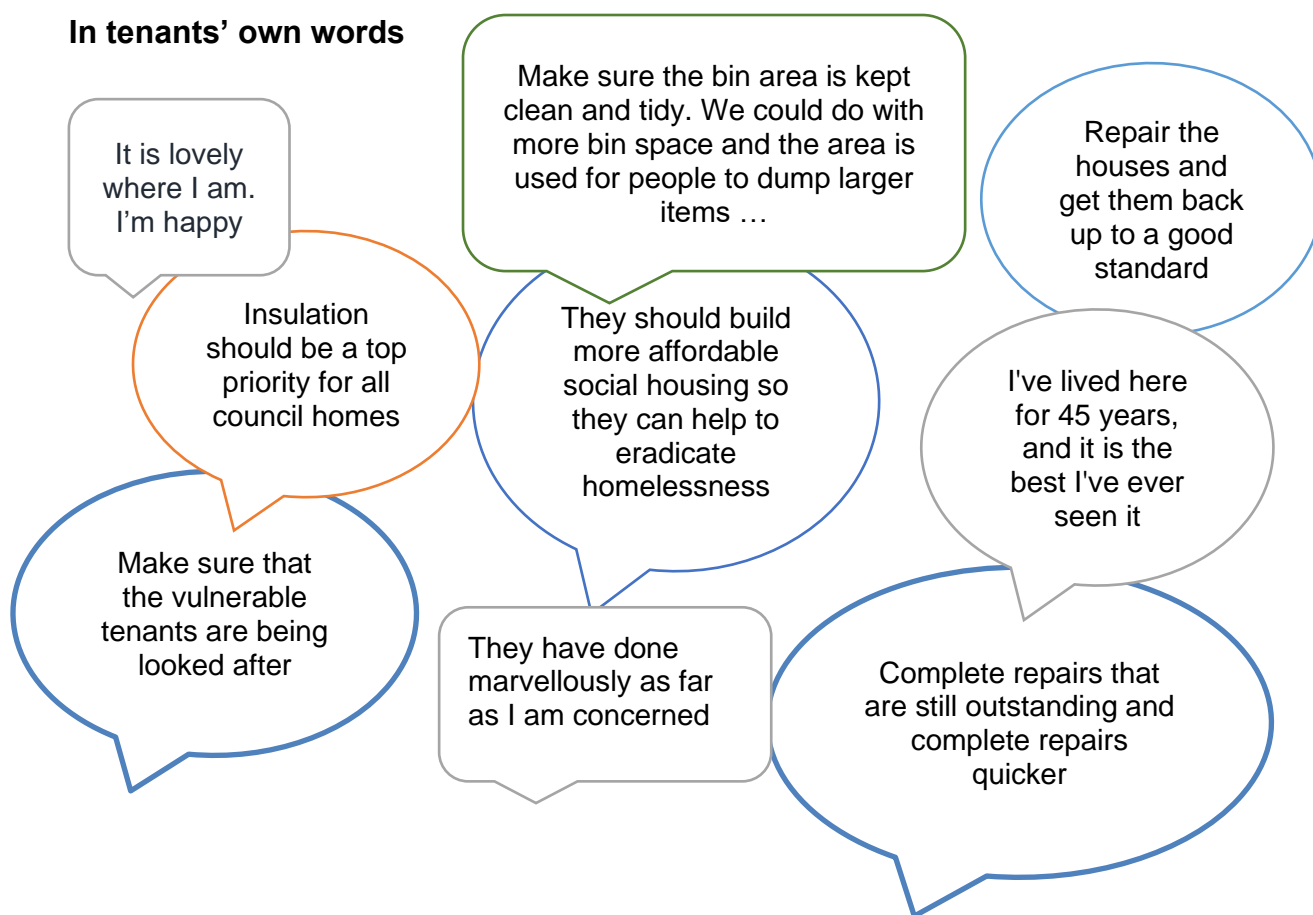 In tenants’ own words
It is lovely
where I am.
I’m happy
Make sure the bin area is kept
clean and tidy. We could do with
more bin space and the area is
used for people to dump larger
items …
Repair the
houses and
get them back
up to a good
standard
Insulation
should be a top
priority for all
council homes
They should build
more affordable
social housing so
they can help to
eradicate
homelessness
I've lived here
for 45 years,
and it is the
best I've ever
seen it
Make sure that
the vulnerable
tenants are being
looked after
They have done
marvellously as far
as I am concerned
Complete repairs that
are still outstanding and
complete repairs
quicker